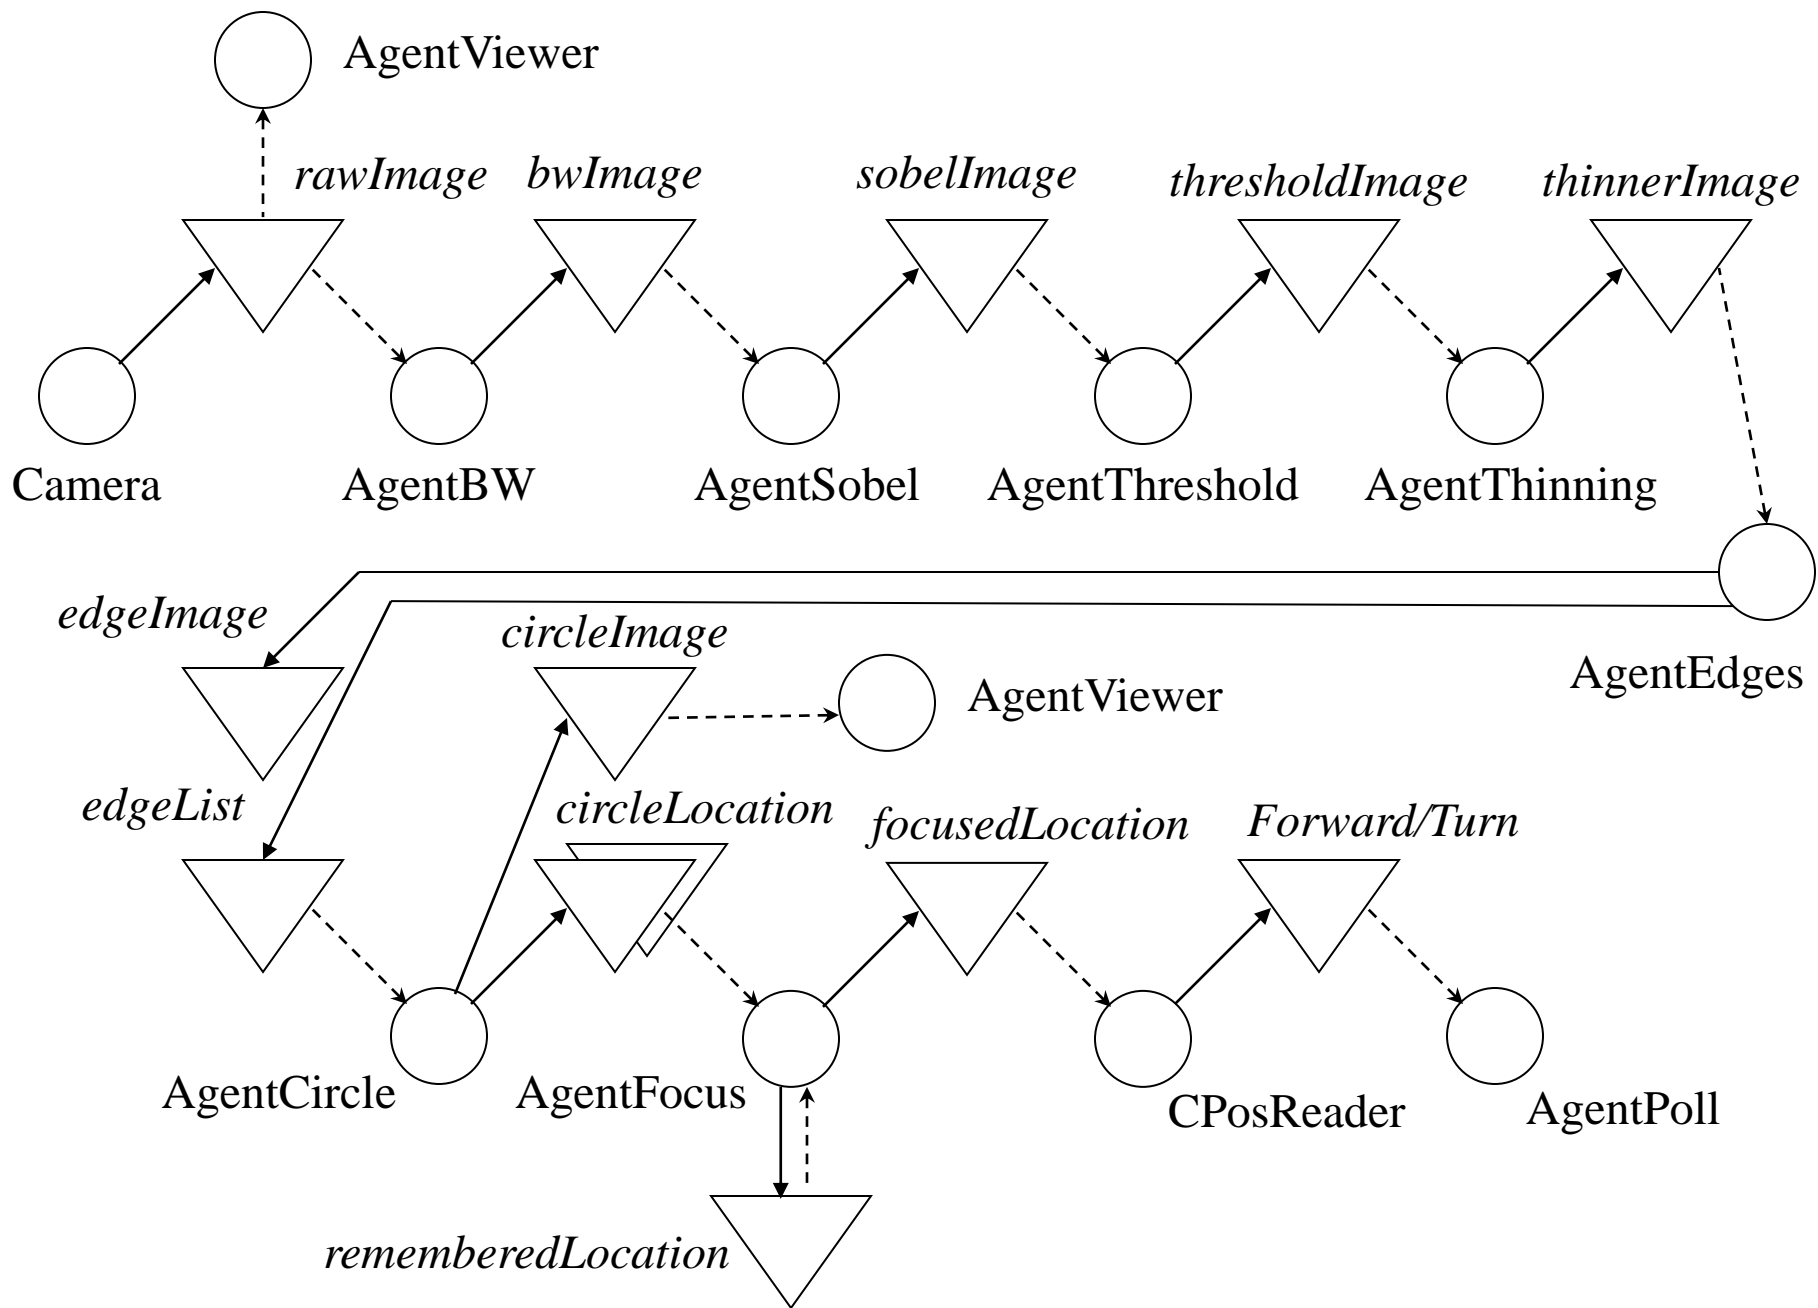 AgentViewer
rawImage
bwImage
sobelImage
thresholdImage
thinnerImage
Camera
AgentBW
AgentSobel
AgentThreshold
AgentThinning
edgeImage
circleImage
AgentEdges
AgentViewer
edgeList
circleLocation
focusedLocation
Forward/Turn
AgentCircle
AgentFocus
CPosReader
AgentPoll
rememberedLocation